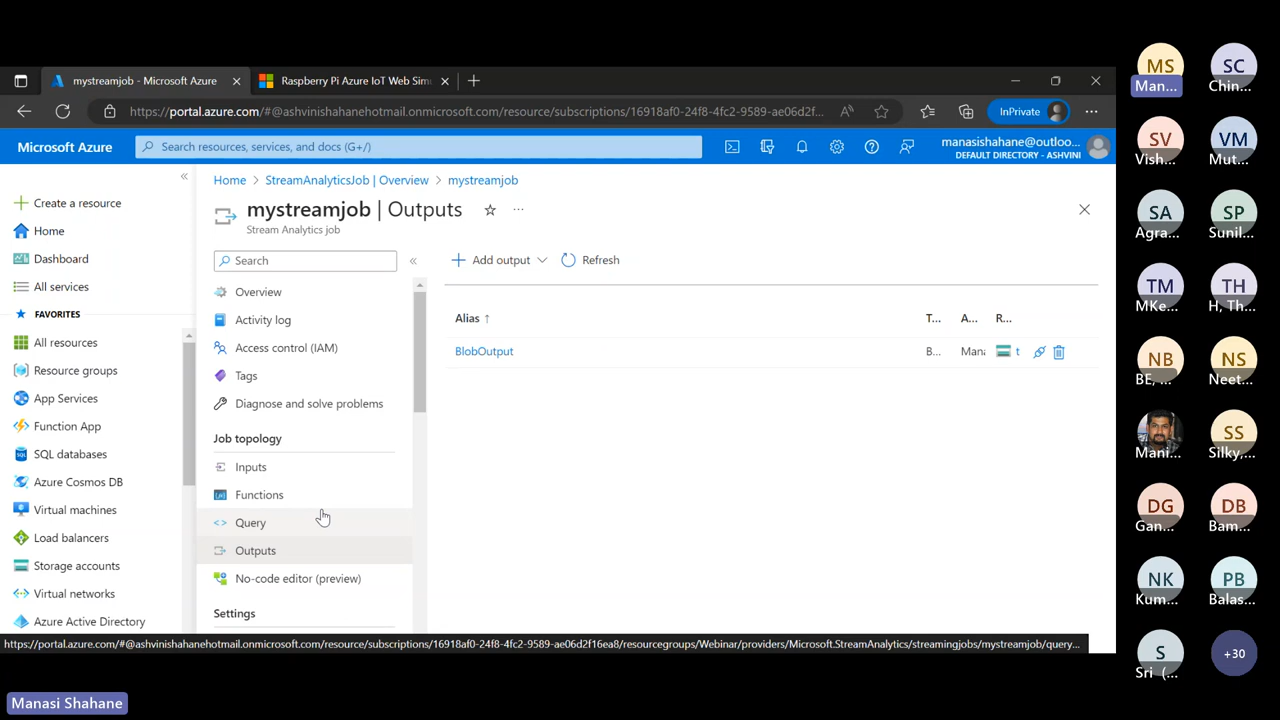 mystreamjob - Microsoft Azure
Raspberry Pi Azure IoT Web Simu
https://portal.azure.com/#@ashvinishahanehotmail.onmicrosoft.com/resource/subscriptions/16918af0-24f8-4fc2-9589-ae06d2f...
InPrivate
Microsoft Azure
Search resources, services, and docs (G+/)
manasishahane@outloo...
DEFAULT DIRECTORY - ASHVINI
Create a resource
Home
Dashboard
All services
FAVORITES
All resources
Resource groups
App Services
Function App
SQL databases
Azure Cosmos DB
Virtual machines
Load balancers
Storage accounts
Virtual networks
Azure Active Directory
Home > StreamAnalyticsJob | Overview > mystreamjob
mystreamjob | Outputs
Stream Analytics job
Search
Overview
Activity log
Access control (IAM)
Tags
Diagnose and solve problems
Job topology
Inputs
Functions
Query
Outputs
No-code editor (preview)
Settings
Add output
Refresh
Alias ↑ T... A... R...
BlobOutput B... Mana t
https://portal.azure.com/#@ashvinishahanehotmail.onmicrosoft.com/resource/subscriptions/16918af0-24f8-4fc2-9589-ae06d2f16ea8/resourcegroups/Webinar/providers/Microsoft.StreamAnalytics/streamingjobs/mystreamjob/query...
Manasi Shahane
MS SC
Man... Chin...
SV VM
Vish... Mut...
SA SP
Agra... Sunil...
TM TH
MKe... H, Th...
NB NS
BE, ... Neet...
SS
Mani... Silky,...
DG DB
Gan... Bam...
NK PB
Kum... Balas...
S +30
Sri (...